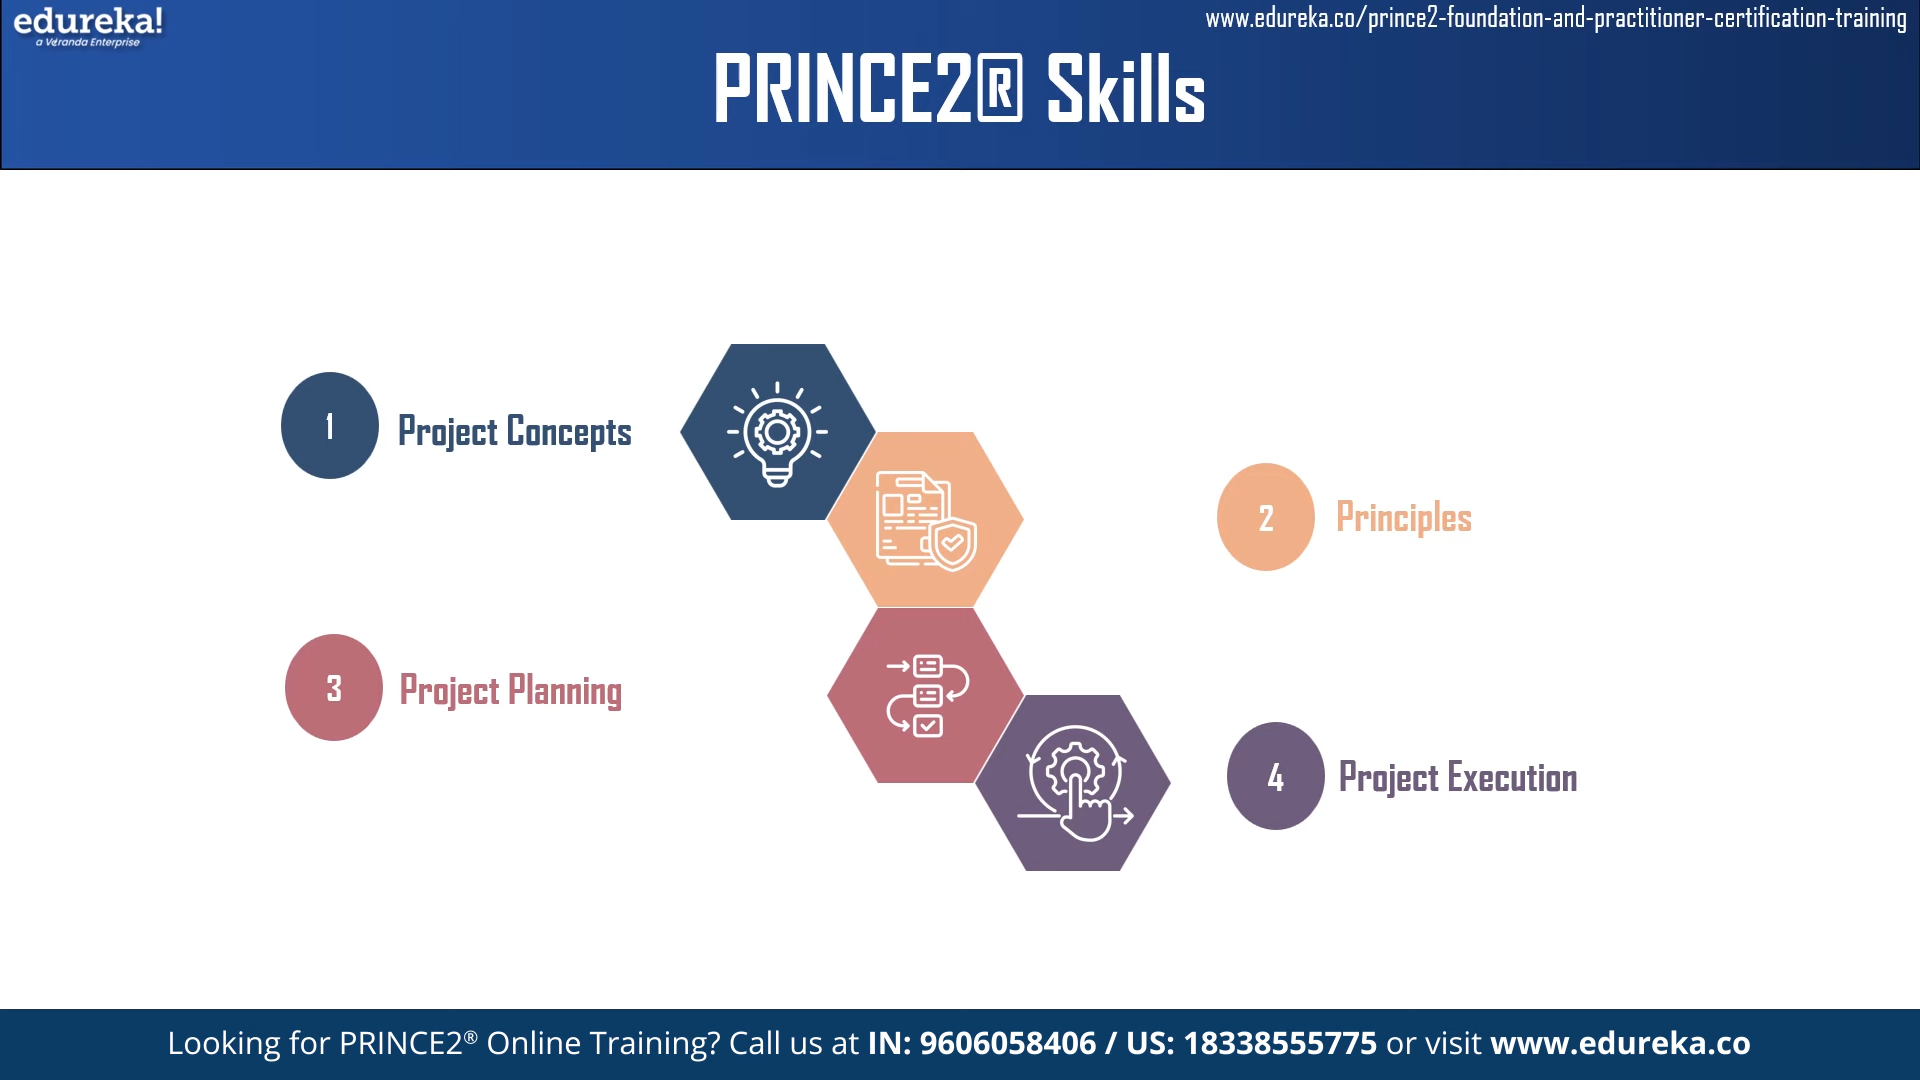 edureka!
a Veranda Enterprise
www.edureka.co/prince2-foundation-and-practitioner-certification-training
PRINCE2® Skills
1 Project Concepts
2 Principles
3 Project Planning
4 Project Execution
Looking for PRINCE2® Online Training? Call us at IN: 9606058406 / US: 18338555775 or visit www.edureka.co